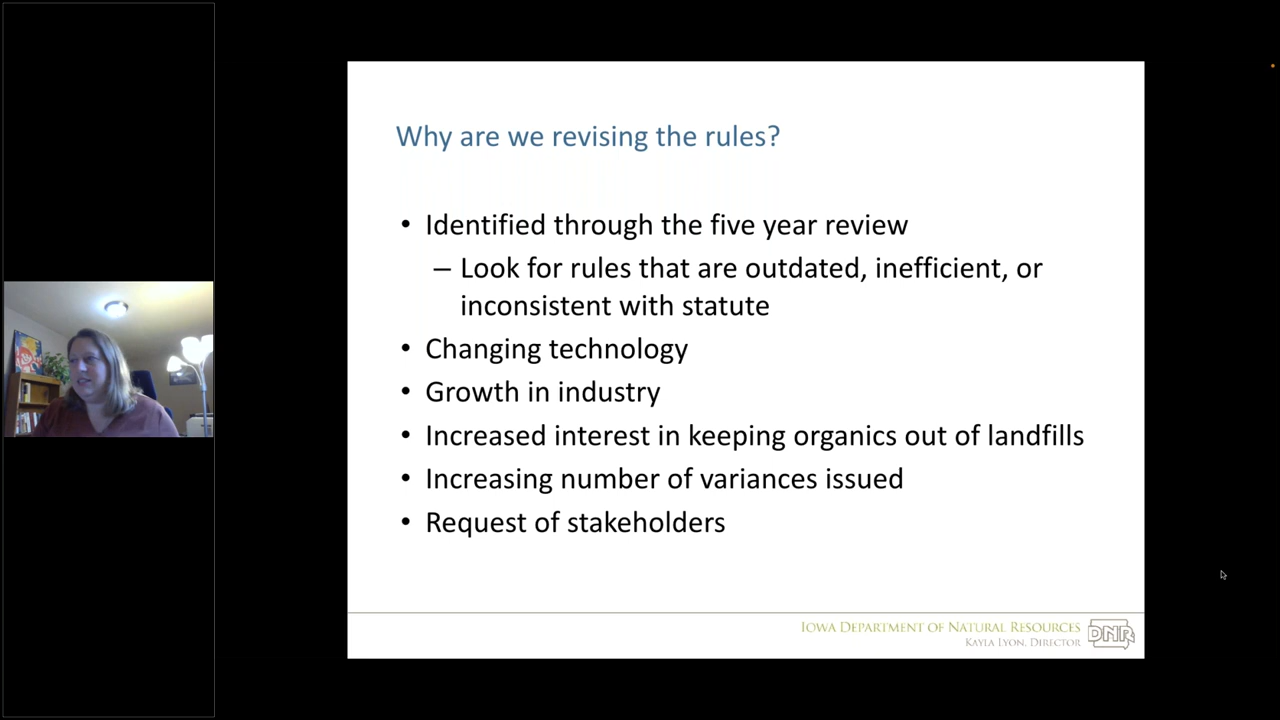 Why are we revising the rules?
• Identified through the five year review
– Look for rules that are outdated, inefficient, or
inconsistent with statute
• Changing technology
• Growth in industry
• Increased interest in keeping organics out of landfills
• Increasing number of variances issued
• Request of stakeholders
IOWA DEPARTMENT OF NATURAL RESOURCES
KAYLA LYON, DIRECTOR
DNR